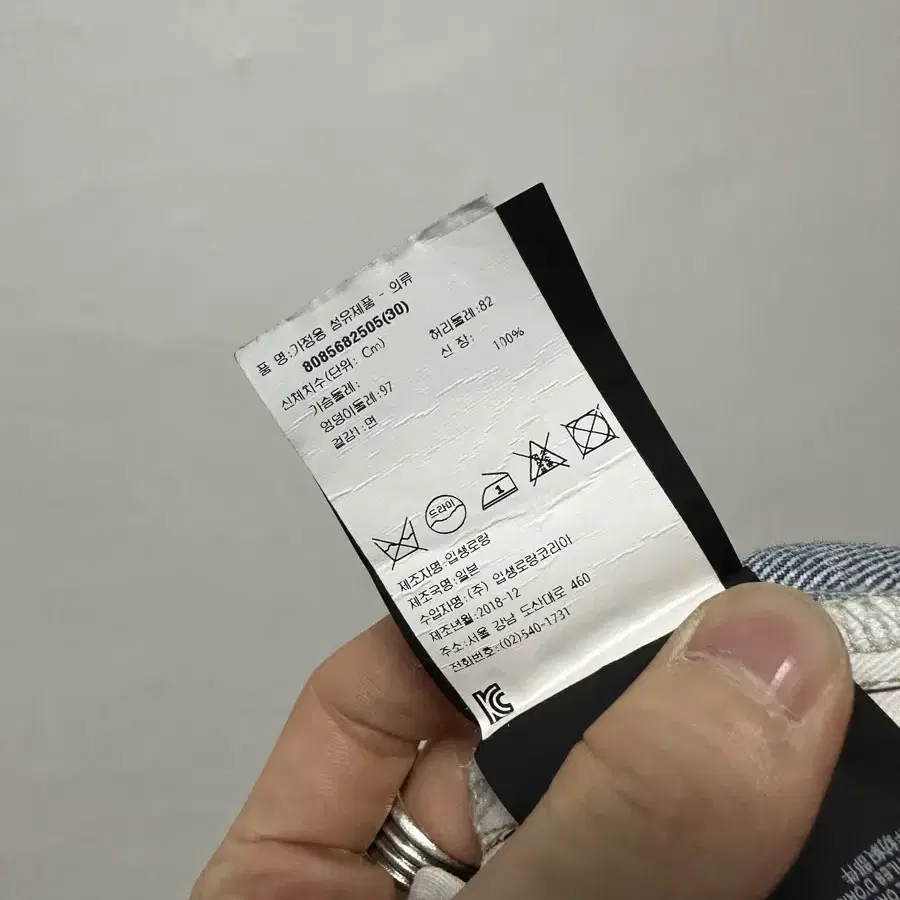 품 명:가정용 섬유제품 - 의류
8085682505(30)
신체치수(단위: Cm)
가슴둘레: 허리둘레:82
엉덩이둘레:97 신 장:
겉감1:면 100%
드라이
1
제조자명:입생로랑
제조국명:일본
수입자명:(주) 입생로랑코리아
제조년월:2018-12
주소:서울 강남 도산대로 460
전화번호:(02)540-1731